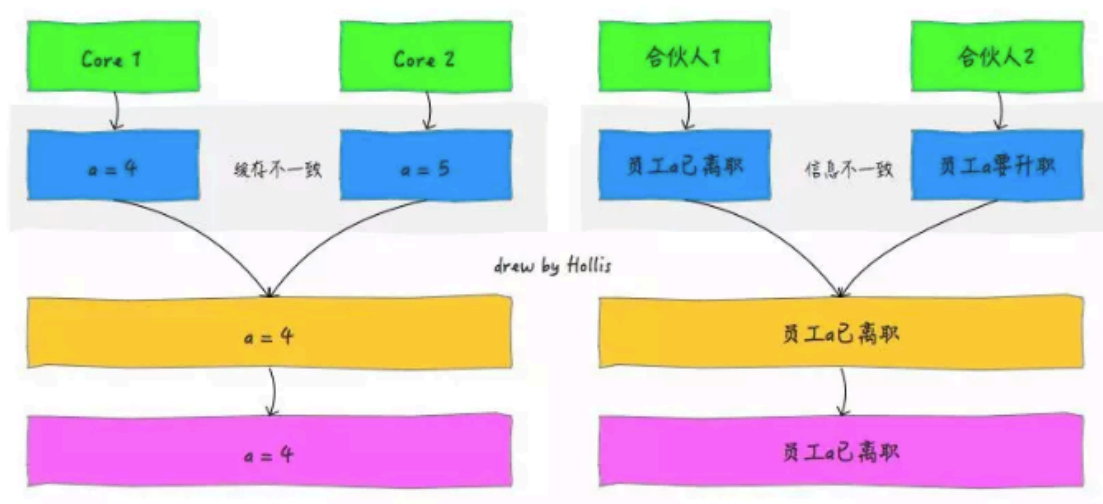 Core 1
Core 2
合伙人1
合伙人2
a = 4
缓存不一致
a = 5
员工a已离职
信息不一致
员工a要升职
drew by Hollis
a = 4
员工a已离职
a = 4
员工a已离职